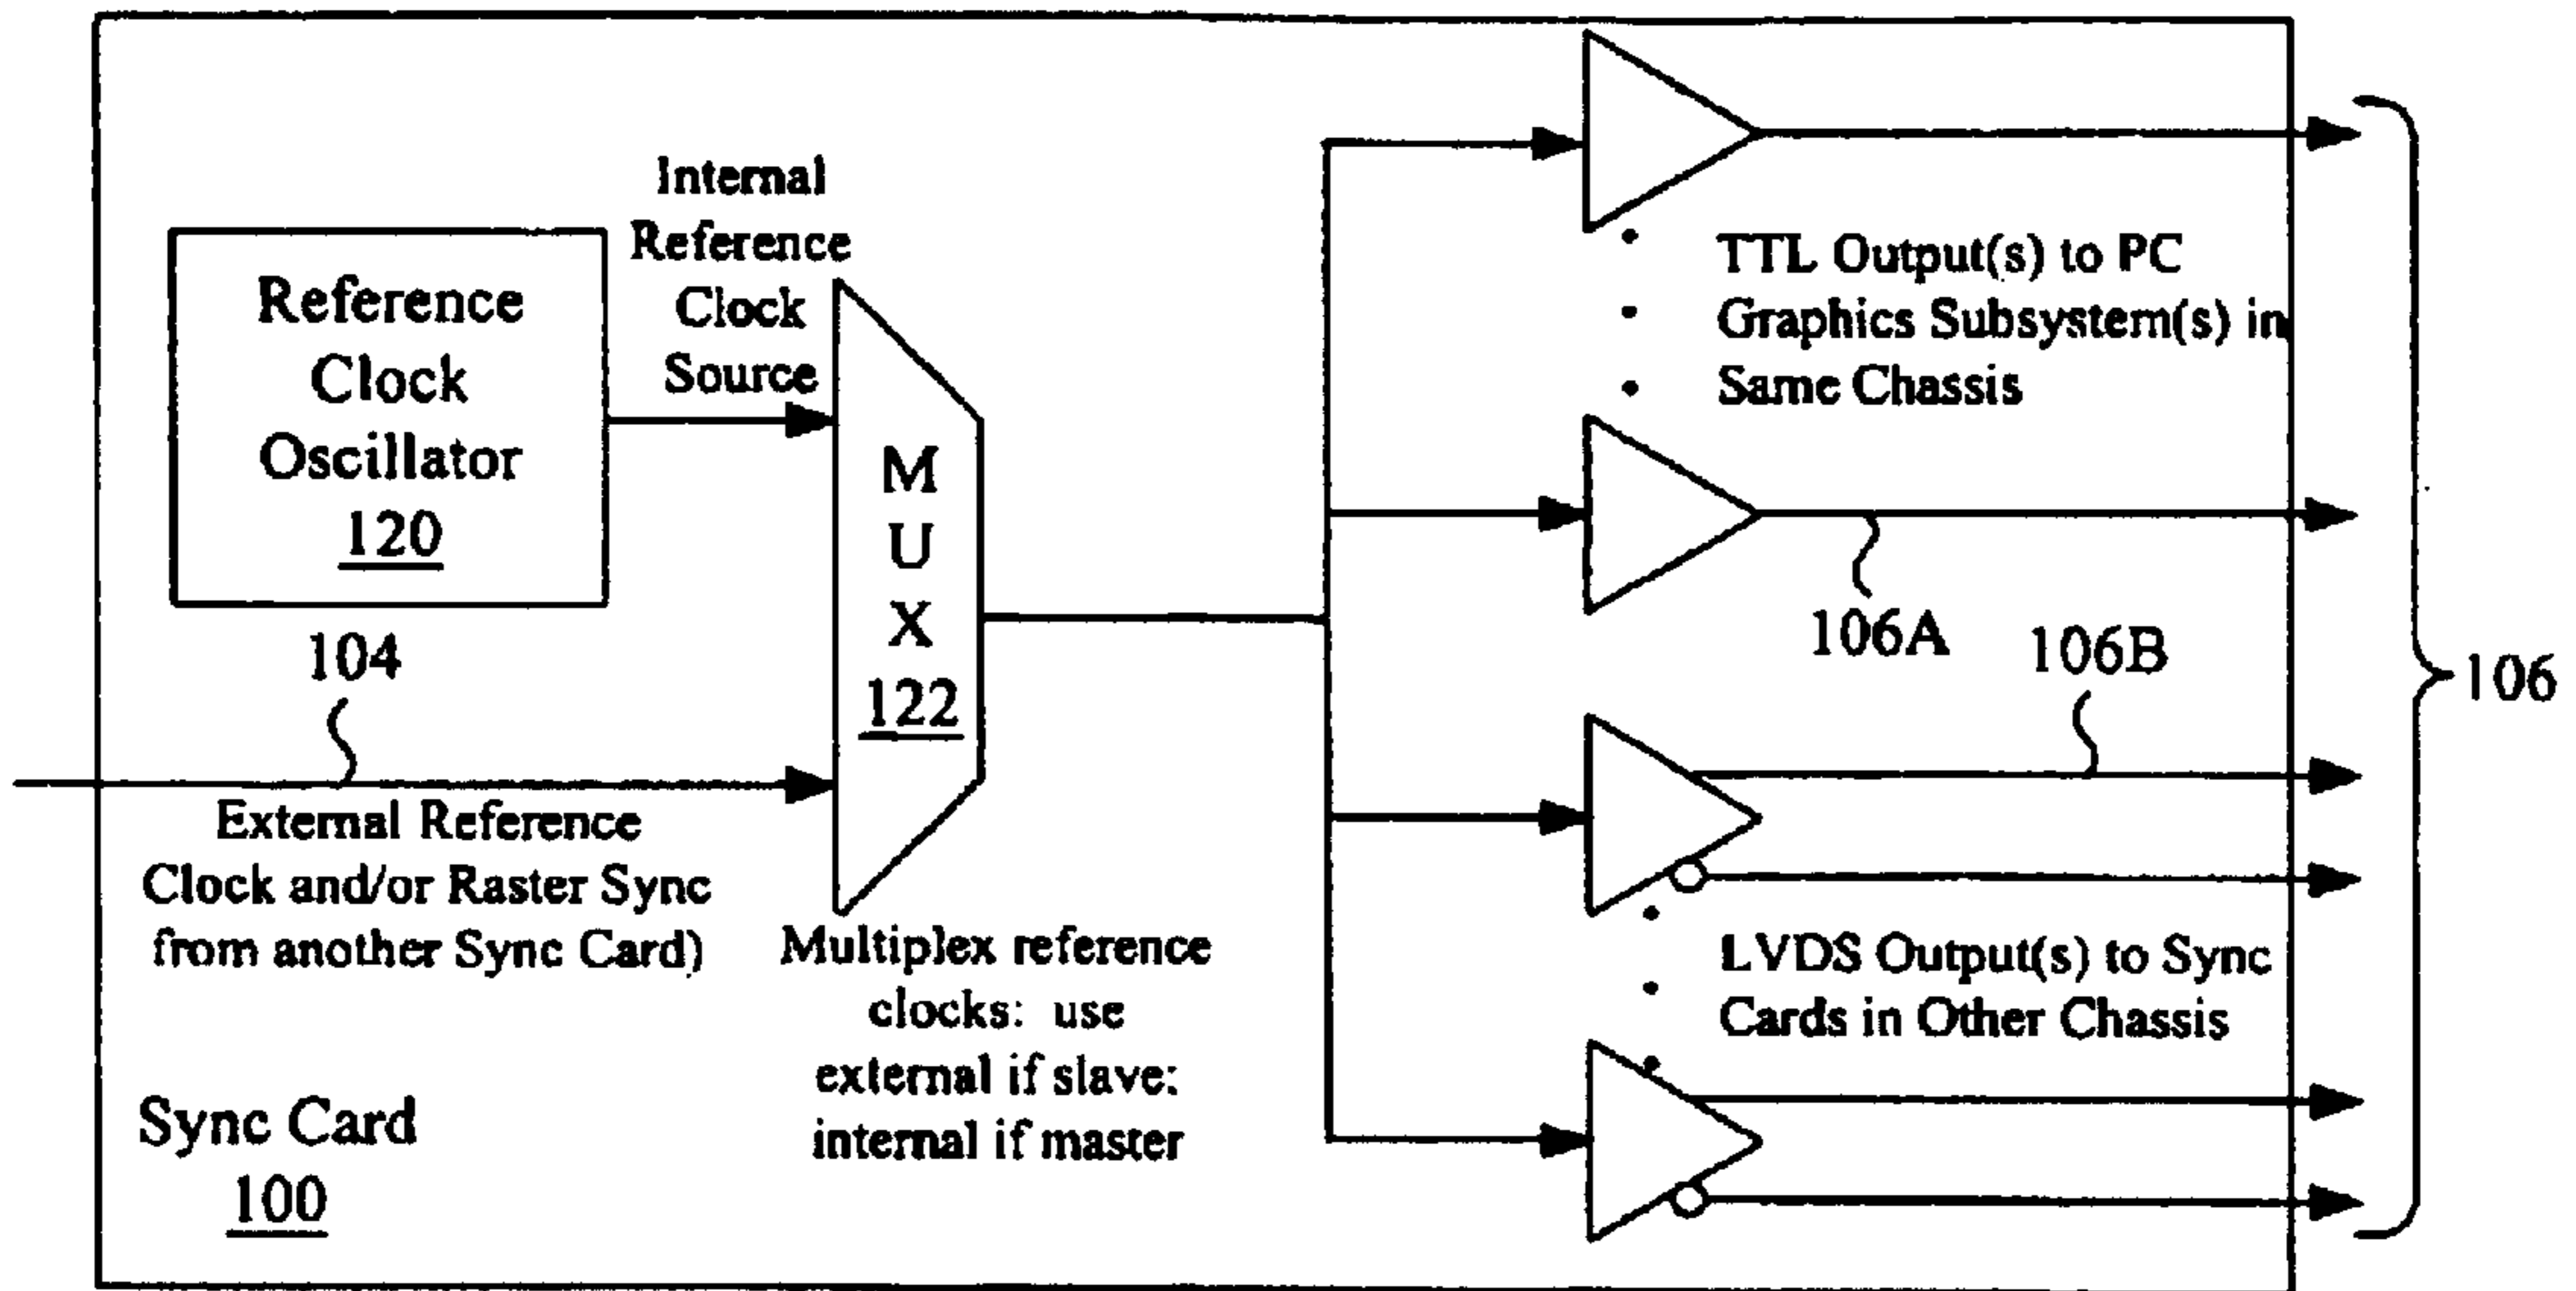 Internal
Reference
Clock
Source
Reference
Clock
Oscillator
120
M
U
X
122
104
External Reference
Clock and/or Raster Sync
from another Sync Card)
Multiplex reference
clocks: use
external if slave:
internal if master
Sync Card
100
TTL Output(s) to PC
Graphics Subsystem(s) in
Same Chassis
106A
106B
106
LVDS Output(s) to Sync
Cards in Other Chassis